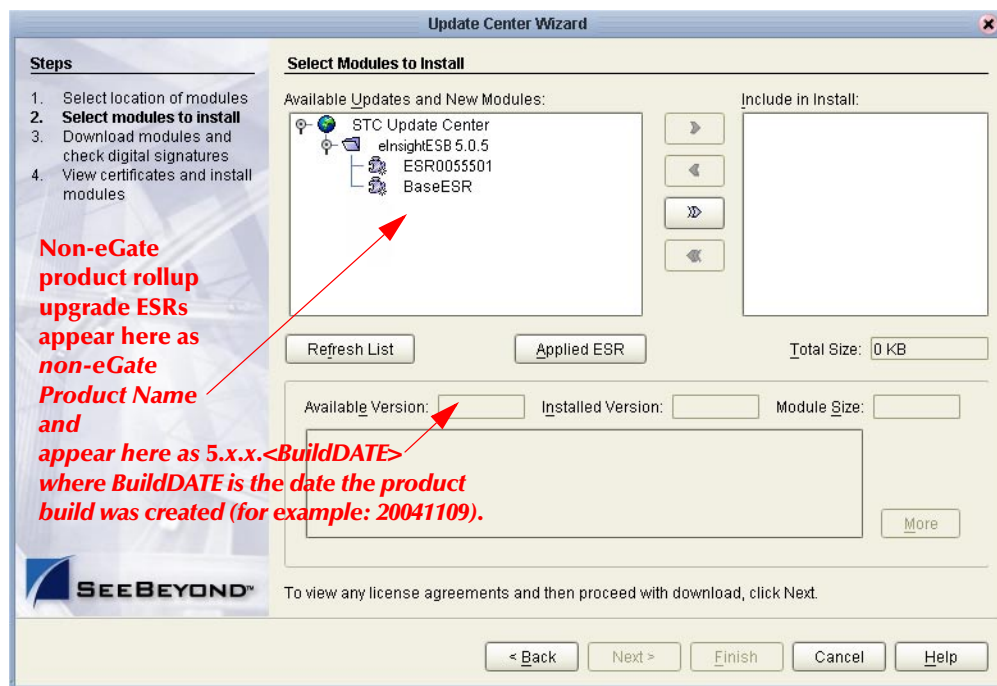 Update Center Wizard
Steps
1. Select location of modules
2. Select modules to install
3. Download modules and
check digital signatures
4. View certificates and install
modules
Non-eGate
product rollup
upgrade ESRs
appear here as
non-eGate
Product Name
and
appear here as 5.x.x.<BuildDATE>
where BuildDATE is the date the product
build was created (for example: 20041109).
SEEBEYOND™
Select Modules to Install
Available Updates and New Modules:
STC Update Center
eInsightESB 5.0.5
ESR0055501
BaseESR
Include in Install:
Refresh List
Applied ESR
Total Size: 0 KB
Available Version:
Installed Version:
Module Size:
More
To view any license agreements and then proceed with download, click Next.
< Back
Next >
Finish
Cancel
Help